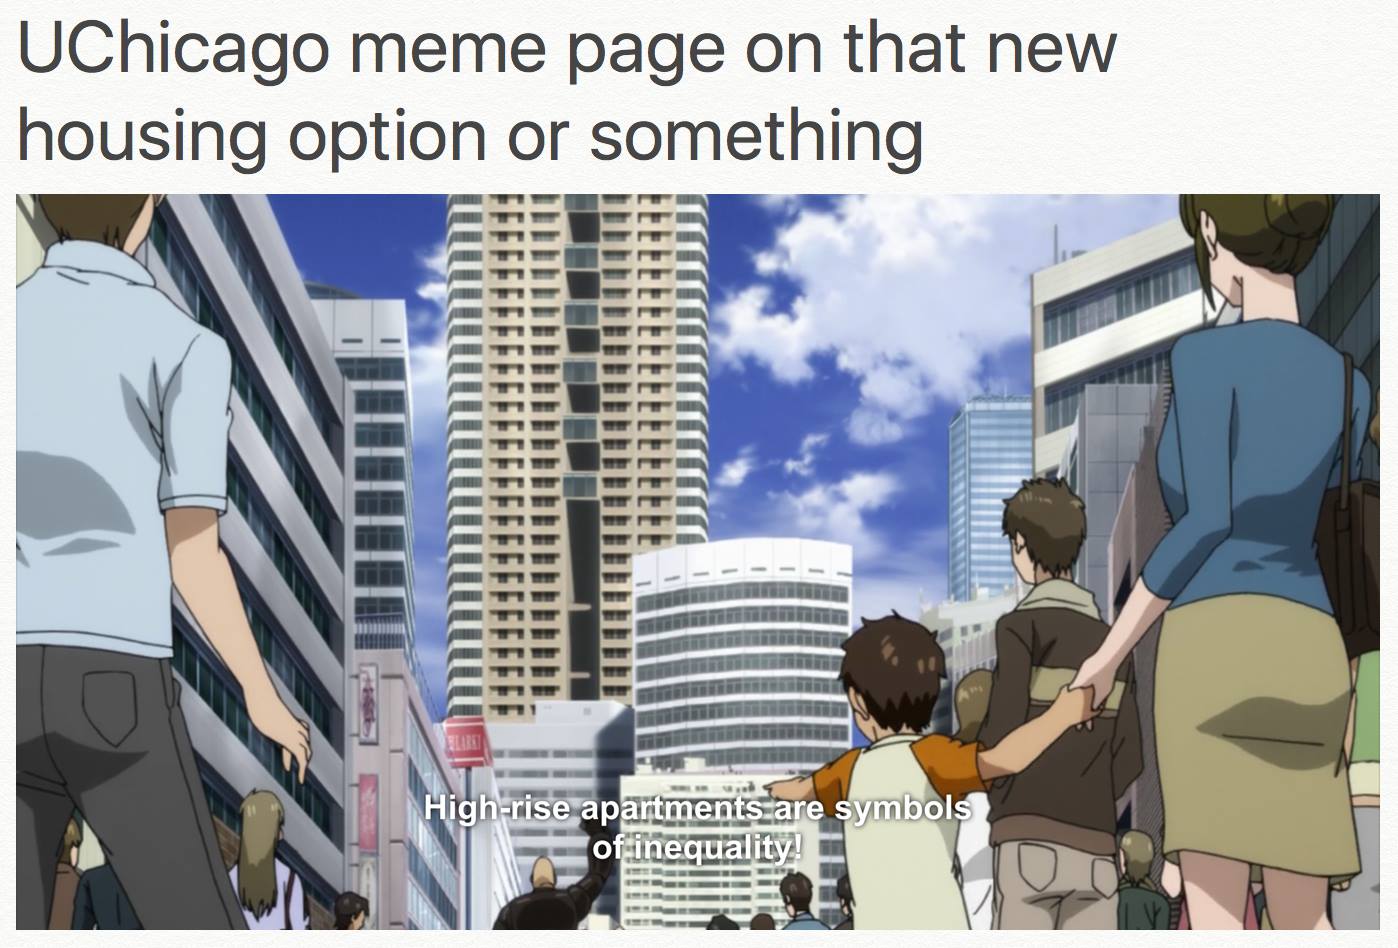 UChicago meme page on that new
housing option or something
High-rise apartments are symbols
of inequality!